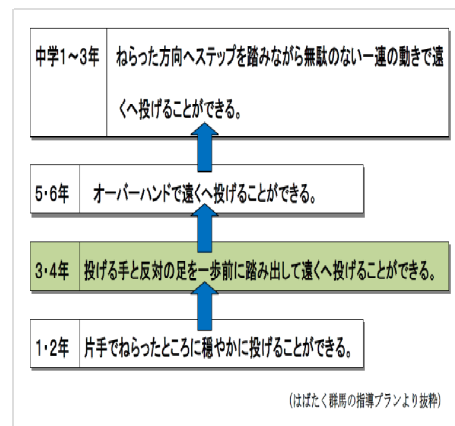 中学1～3年 ねらった方向へステップを踏みながら無駄のない一連の動きで遠
くへ投げることができる。
5・6年 オーバーハンドで遠くへ投げることができる。
3・4年 投げる手と反対の足を一歩前に踏み出して遠くへ投げることができる。
1・2年 片手でねらったところに穏やかに投げることができる。
(はばたく群馬の指導プランより抜粋)